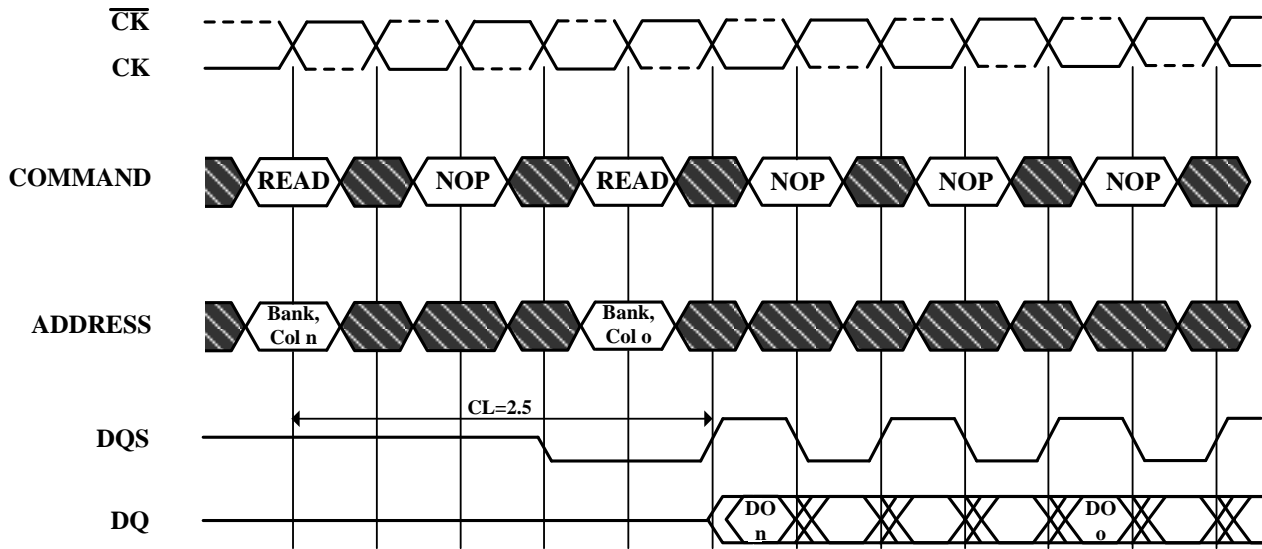 CK
CK
COMMAND
READ
NOP
READ
NOP
NOP
NOP
ADDRESS
Bank,
Col n
Bank,
Col o
CL=2.5
DQS
DQ
DO
n
DO
o